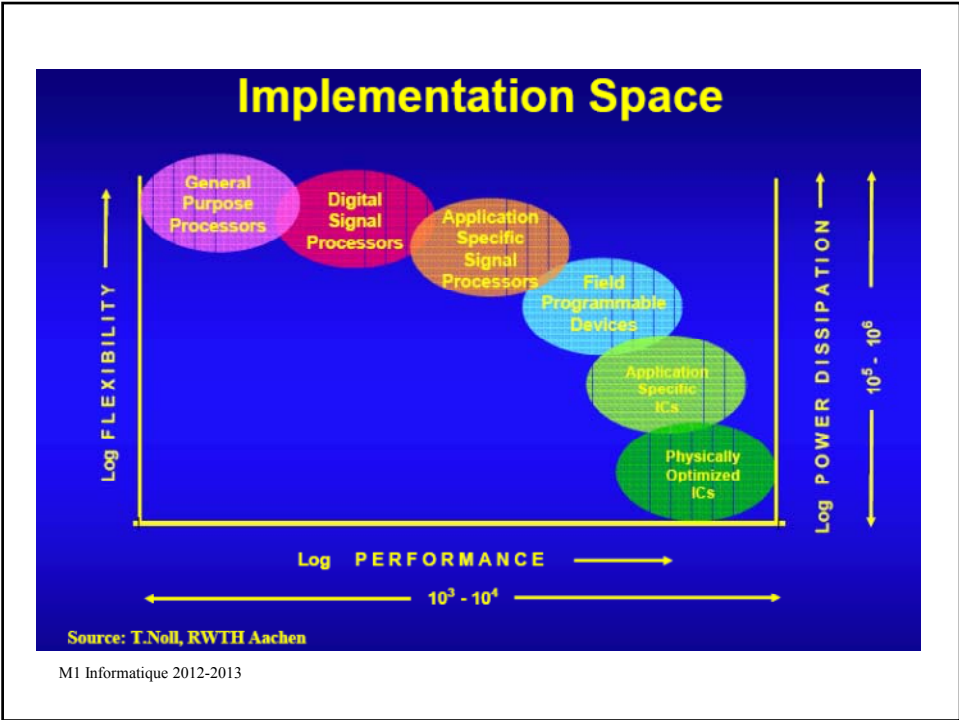 Implementation Space
General
Purpose
Processors
Digital
Signal
Processors
Application
Specific
Signal
Processors
Field
Programmable
Devices
Application
Specific
ICs
Physically
Optimized
ICs
Log FLEXIBILITY
Log POWER DISSIPATION
10⁵ - 10⁶
Log PERFORMANCE
10³ - 10⁴
Source: T.Noll, RWTH Aachen
M1 Informatique 2012-2013